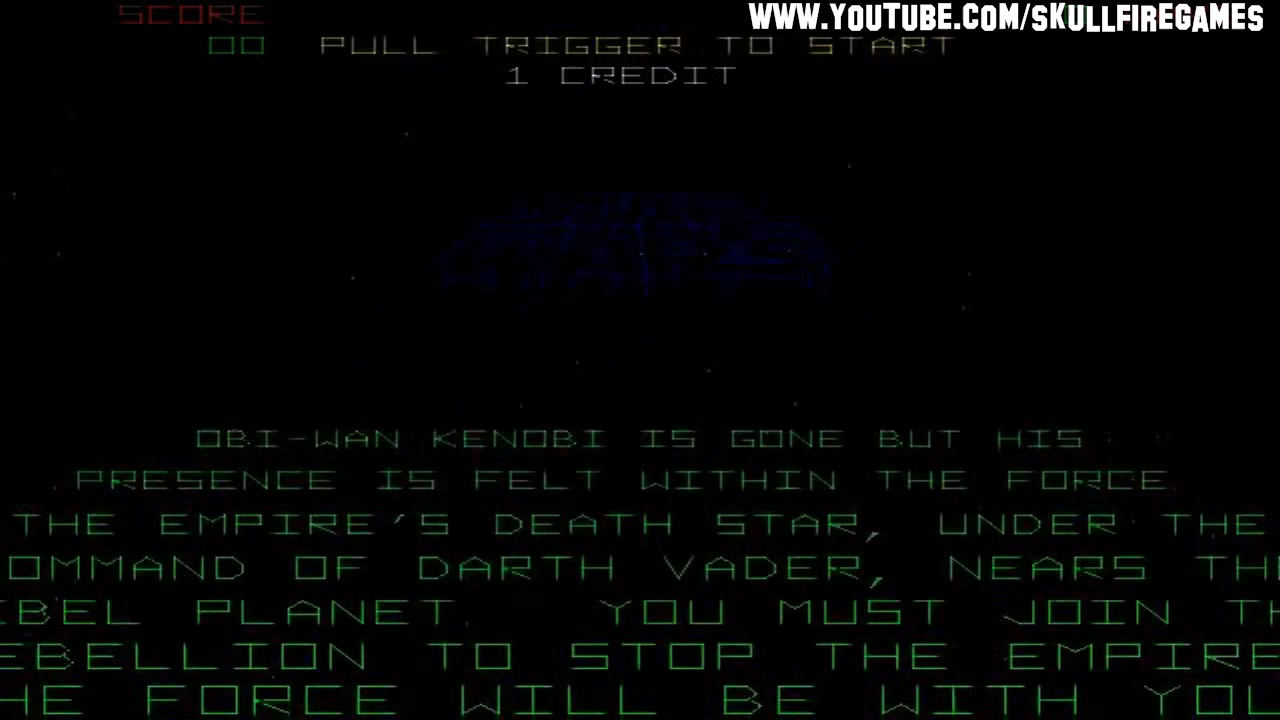 WWW.YOUTUBE.COM/SKULLFIREGAMES
SCORE
00 PULL TRIGGER TO START
1 CREDIT
OBI-WAN KENOBI IS GONE BUT HIS
PRESENCE IS FELT WITHIN THE FORCE.
THE EMPIRE'S DEATH STAR, UNDER THE
OMMAND OF DARTH VADER, NEARS TH
EBEL PLANET. YOU MUST JOIN TH
EBELLION TO STOP THE EMPIRE
HE FORCE WILL BE WITH YOU